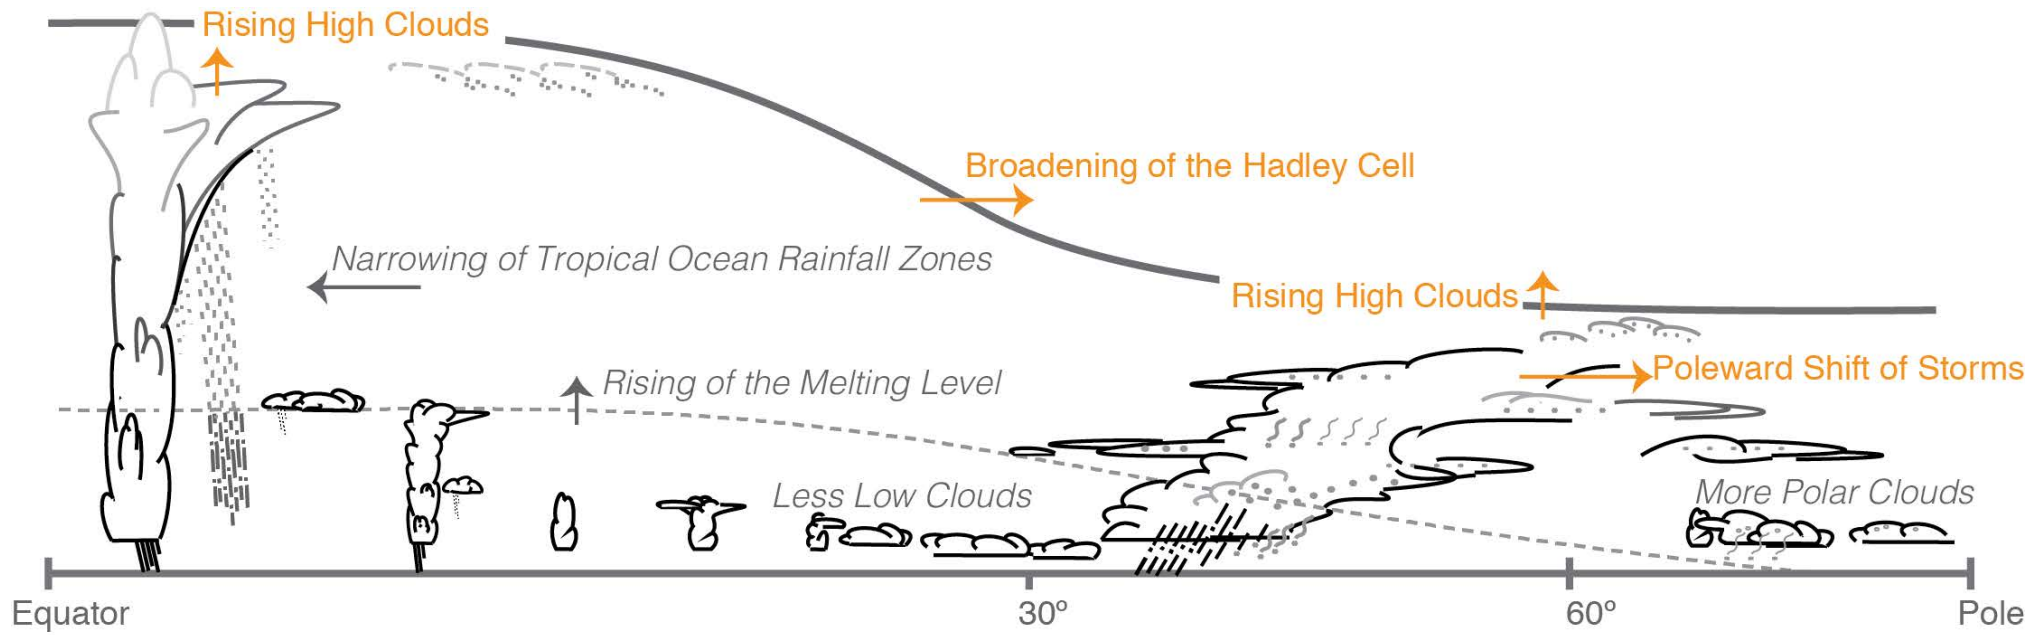 Rising High Clouds
Broadening of the Hadley Cell
Narrowing of Tropical Ocean Rainfall Zones
Rising High Clouds
Poleward Shift of Storms
Rising of the Melting Level
Less Low Clouds
More Polar Clouds
Equator
30º
60º
Pole